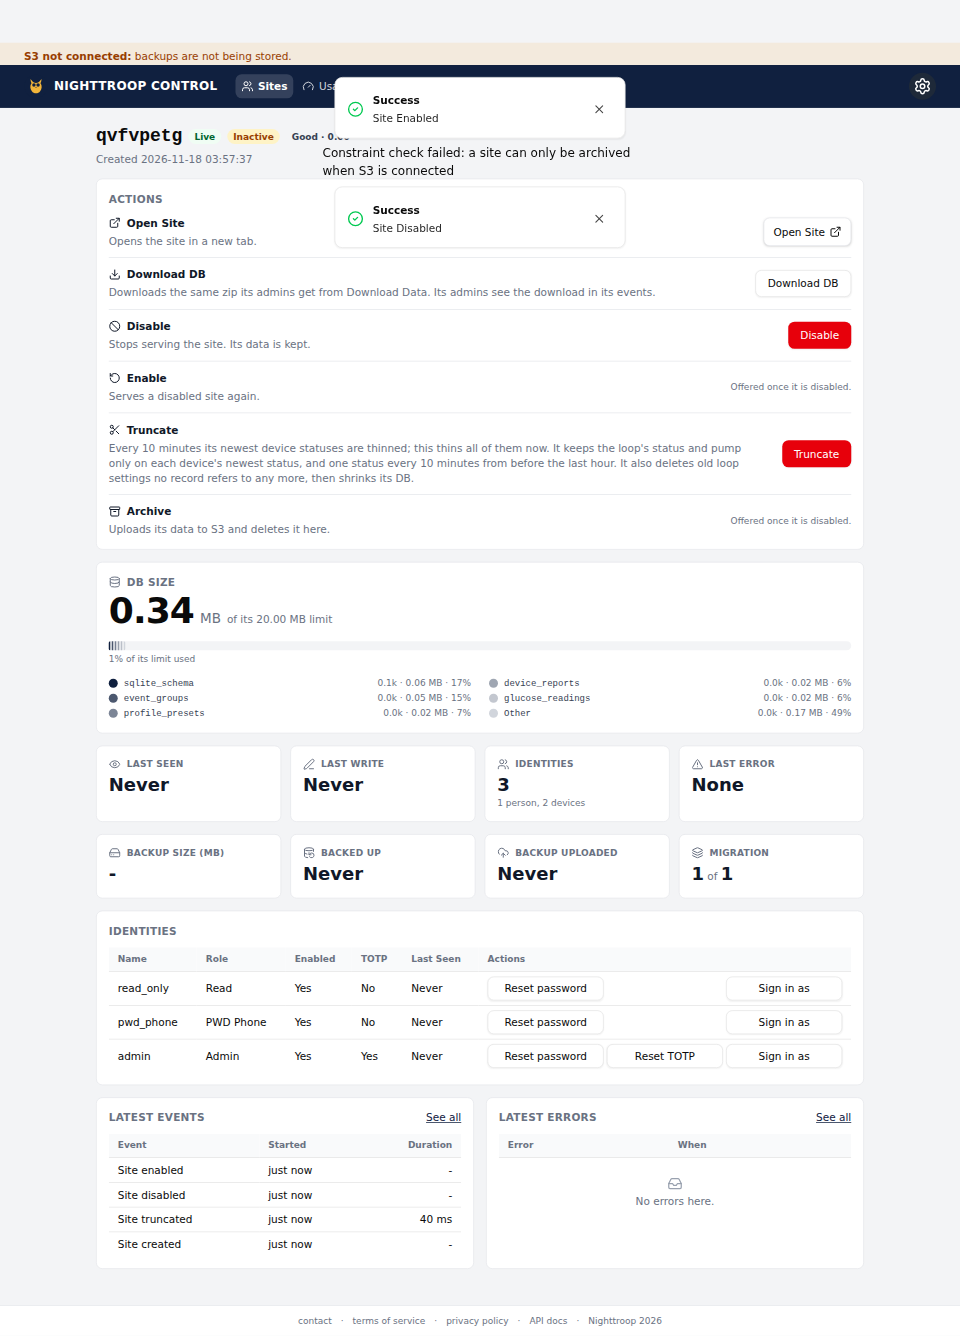 S3 not connected: backups are not being stored.
NIGHTTROOP CONTROL
Sites
Success
Site Enabled
qvfvpetg
Live
Inactive
Good
Created 2026-11-18 03:57:37
Constraint check failed: a site can only be archived
when S3 is connected
Success
Site Disabled
ACTIONS
Open Site
Opens the site in a new tab.
Open Site
Download DB
Downloads the same zip its admins get from Download Data. Its admins see the download in its events.
Download DB
Disable
Stops serving the site. Its data is kept.
Disable
Enable
Serves a disabled site again.
Offered once it is disabled.
Truncate
Every 10 minutes its newest device statuses are thinned; this thins all of them now. It keeps the loop's status and pump
only on each device's newest status, and one status every 10 minutes from before the last hour. It also deletes old loop
settings no record refers to any more, then shrinks its DB.
Truncate
Archive
Uploads its data to S3 and deletes it here.
Offered once it is disabled.
DB SIZE
0.34 MB of its 20.00 MB limit
1% of its limit used
sqlite_schema 0.1k · 0.06 MB · 17%
event_groups 0.0k · 0.05 MB · 15%
profile_presets 0.0k · 0.02 MB · 7%
device_reports 0.0k · 0.02 MB · 6%
glucose_readings 0.0k · 0.02 MB · 6%
Other 0.0k · 0.17 MB · 49%
LAST SEEN
Never
LAST WRITE
Never
IDENTITIES
3
1 person, 2 devices
LAST ERROR
None
BACKUP SIZE (MB)
-
BACKED UP
Never
BACKUP UPLOADED
Never
MIGRATION
1 of 1
IDENTITIES
Name Role Enabled TOTP Last Seen Actions
read_only Read Yes No Never Reset password Sign in as
pwd_phone PWD Phone Yes No Never Reset password Sign in as
admin Admin Yes Yes Never Reset password Reset TOTP Sign in as
LATEST EVENTS
See all
Event Started Duration
Site enabled just now -
Site disabled just now -
Site truncated just now 40 ms
Site created just now -
LATEST ERRORS
See all
Error When
No errors here.
contact · terms of service · privacy policy · API docs · Nighttroop 2026